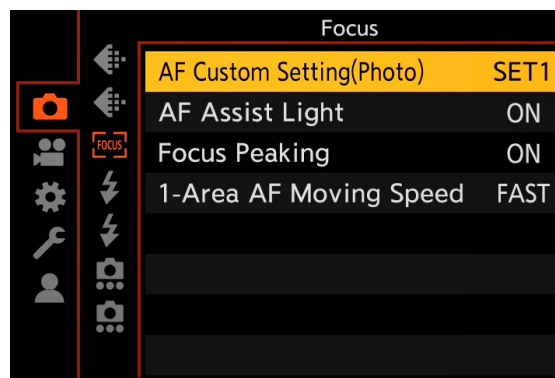 Focus
AF Custom Setting(Photo) SET1
AF Assist Light ON
FOCUS
Focus Peaking ON
1-Area AF Moving Speed FAST